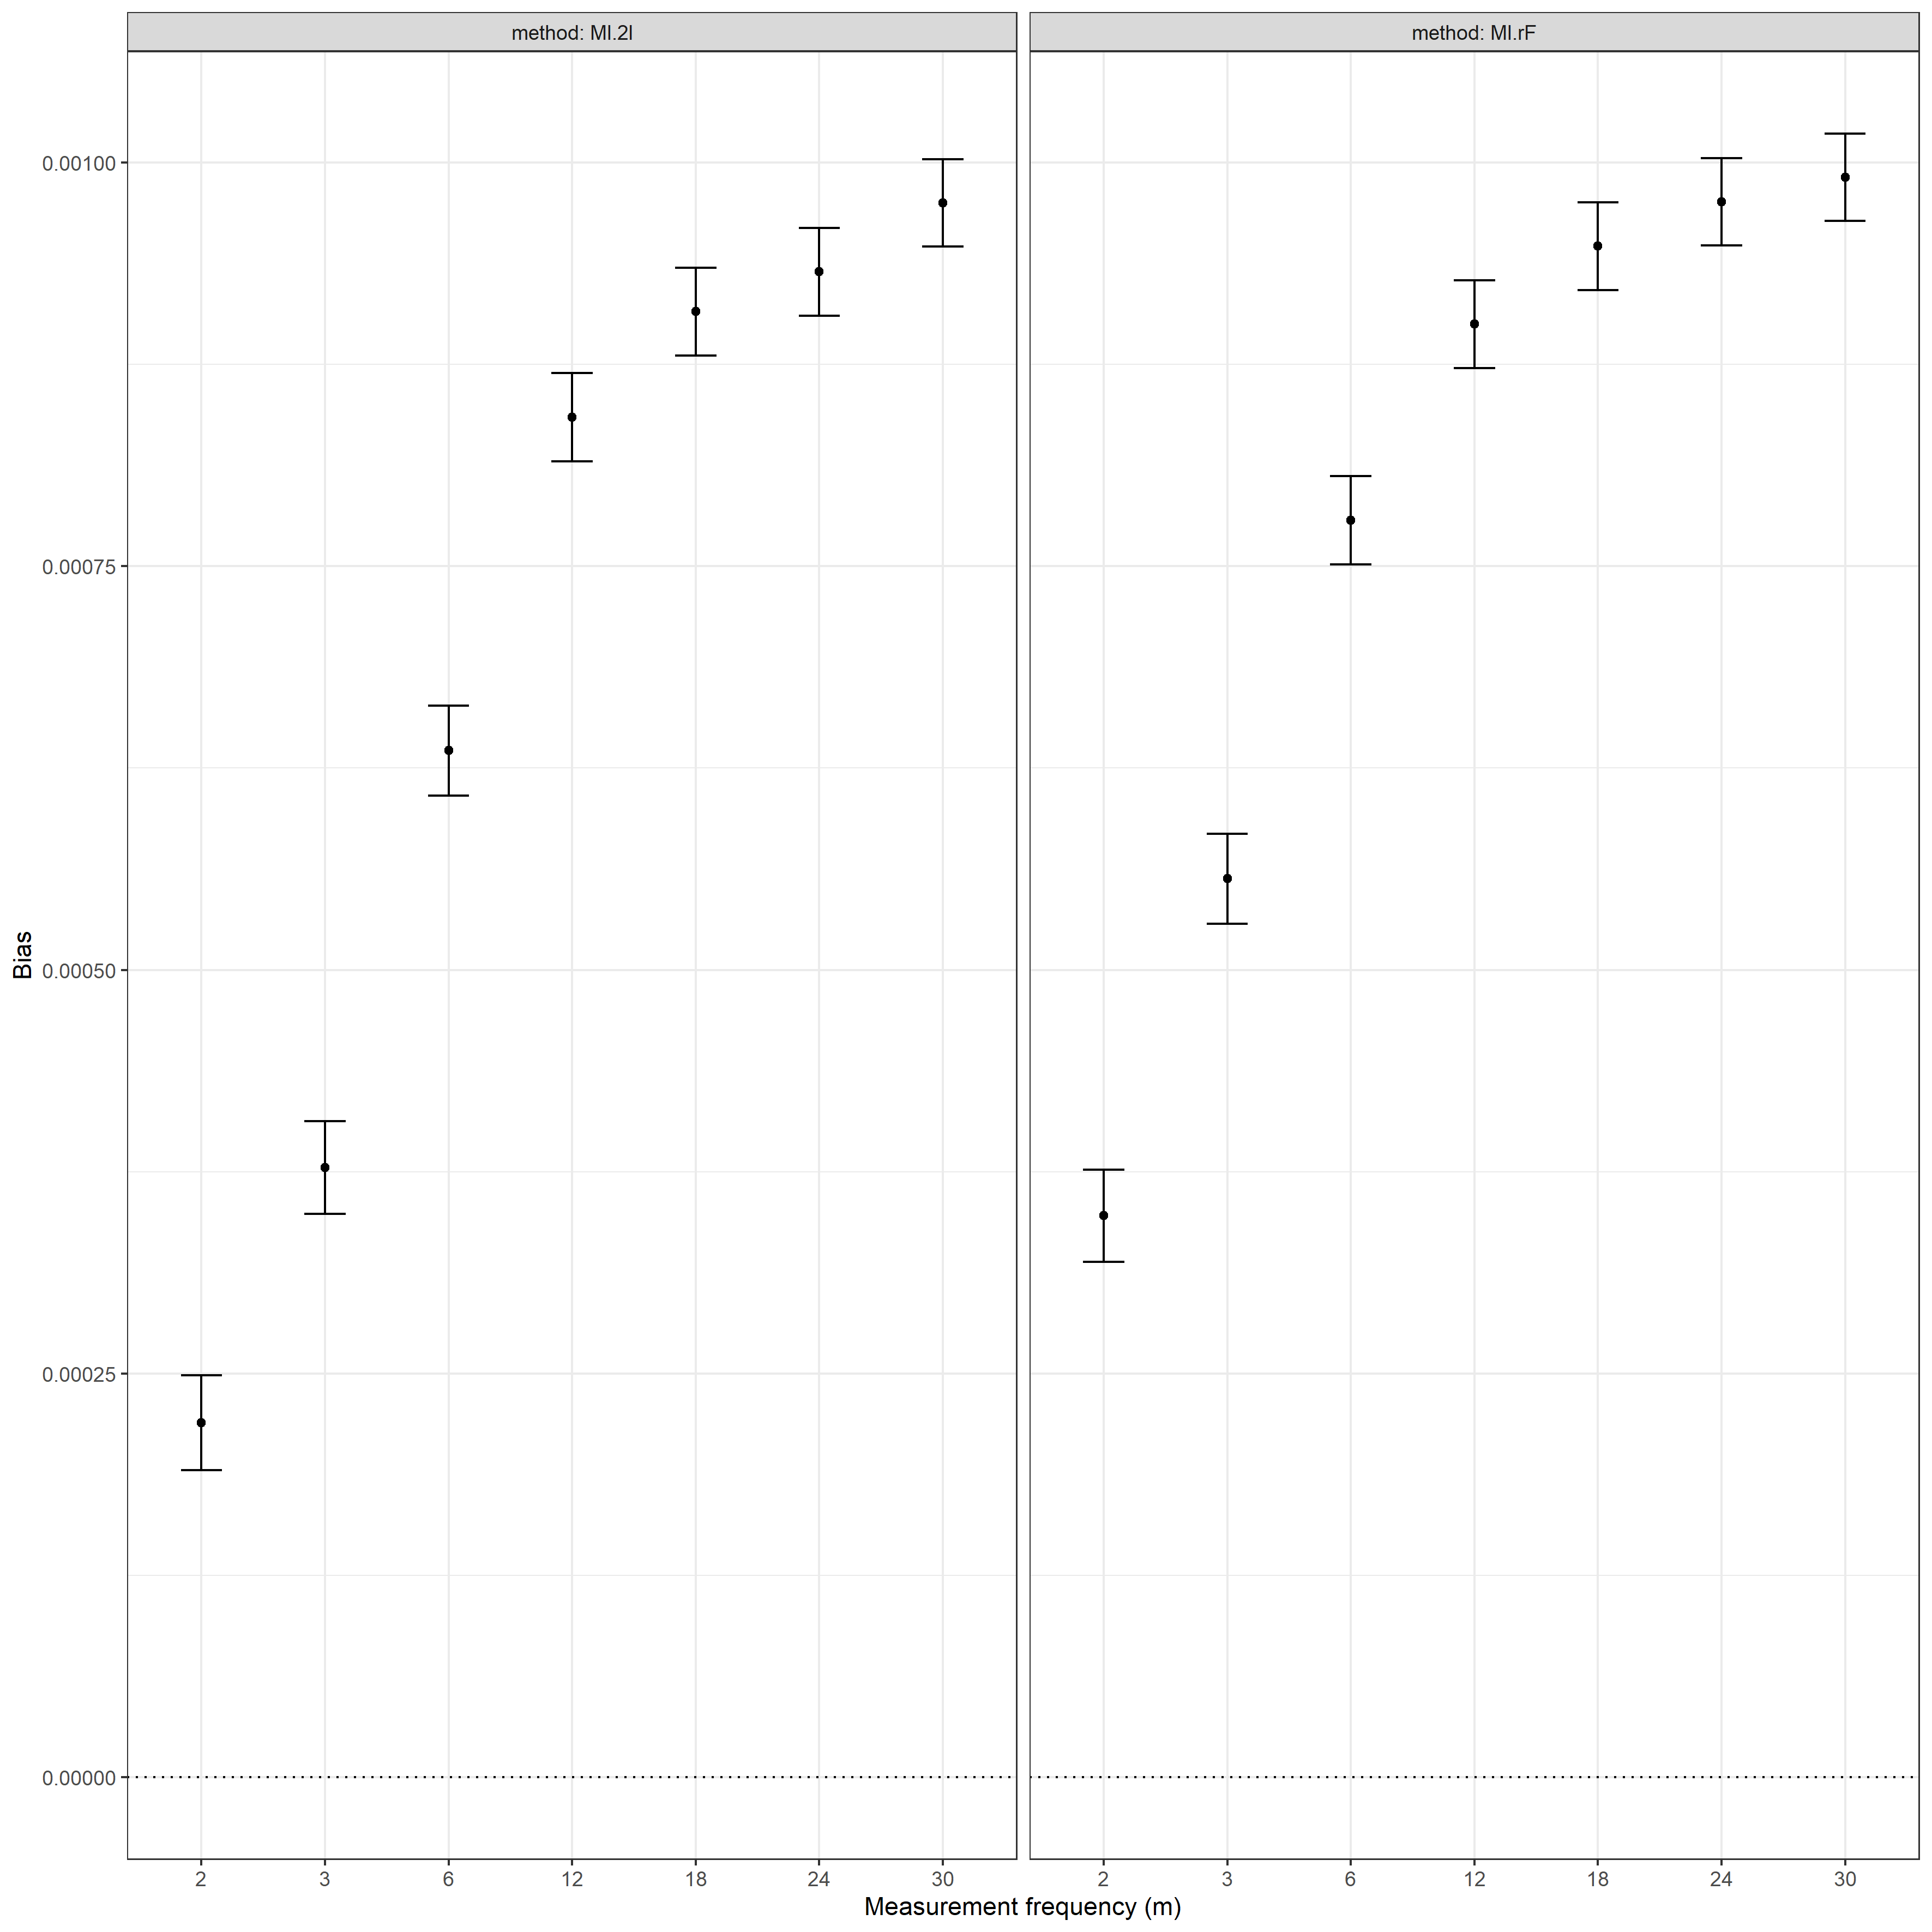 method: MI.2l
method: MI.rF
Bias
0.00100
0.00075
0.00050
0.00025
0.00000
2 3 6 12 18 24 30
2 3 6 12 18 24 30
Measurement frequency (m)